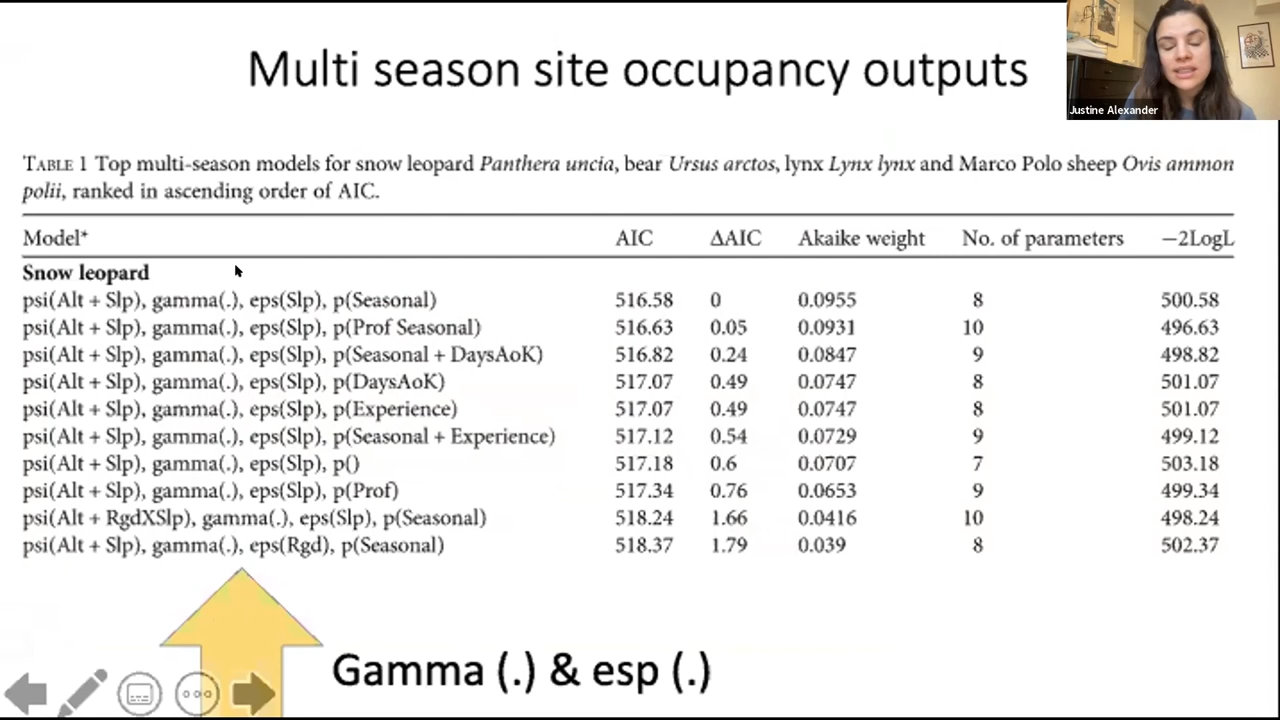 Multi season site occupancy outputs
Justine Alexander
TABLE 1 Top multi-season models for snow leopard Panthera uncia, bear Ursus arctos, lynx Lynx lynx and Marco Polo sheep Ovis ammon
polii, ranked in ascending order of AIC.
Model* AIC ΔAIC Akaike weight No. of parameters −2LogL
Snow leopard
psi(Alt + Slp), gamma(.), eps(Slp), p(Seasonal) 516.58 0 0.0955 8 500.58
psi(Alt + Slp), gamma(.), eps(Slp), p(Prof Seasonal) 516.63 0.05 0.0931 10 496.63
psi(Alt + Slp), gamma(.), eps(Slp), p(Seasonal + DaysAoK) 516.82 0.24 0.0847 9 498.82
psi(Alt + Slp), gamma(.), eps(Slp), p(DaysAoK) 517.07 0.49 0.0747 8 501.07
psi(Alt + Slp), gamma(.), eps(Slp), p(Experience) 517.07 0.49 0.0747 8 501.07
psi(Alt + Slp), gamma(.), eps(Slp), p(Seasonal + Experience) 517.12 0.54 0.0729 9 499.12
psi(Alt + Slp), gamma(.), eps(Slp), p() 517.18 0.6 0.0707 7 503.18
psi(Alt + Slp), gamma(.), eps(Slp), p(Prof) 517.34 0.76 0.0653 9 499.34
psi(Alt + RgdXSlp), gamma(.), eps(Slp), p(Seasonal) 518.24 1.66 0.0416 10 498.24
psi(Alt + Slp), gamma(.), eps(Rgd), p(Seasonal) 518.37 1.79 0.039 8 502.37
Gamma (.) & esp (.)